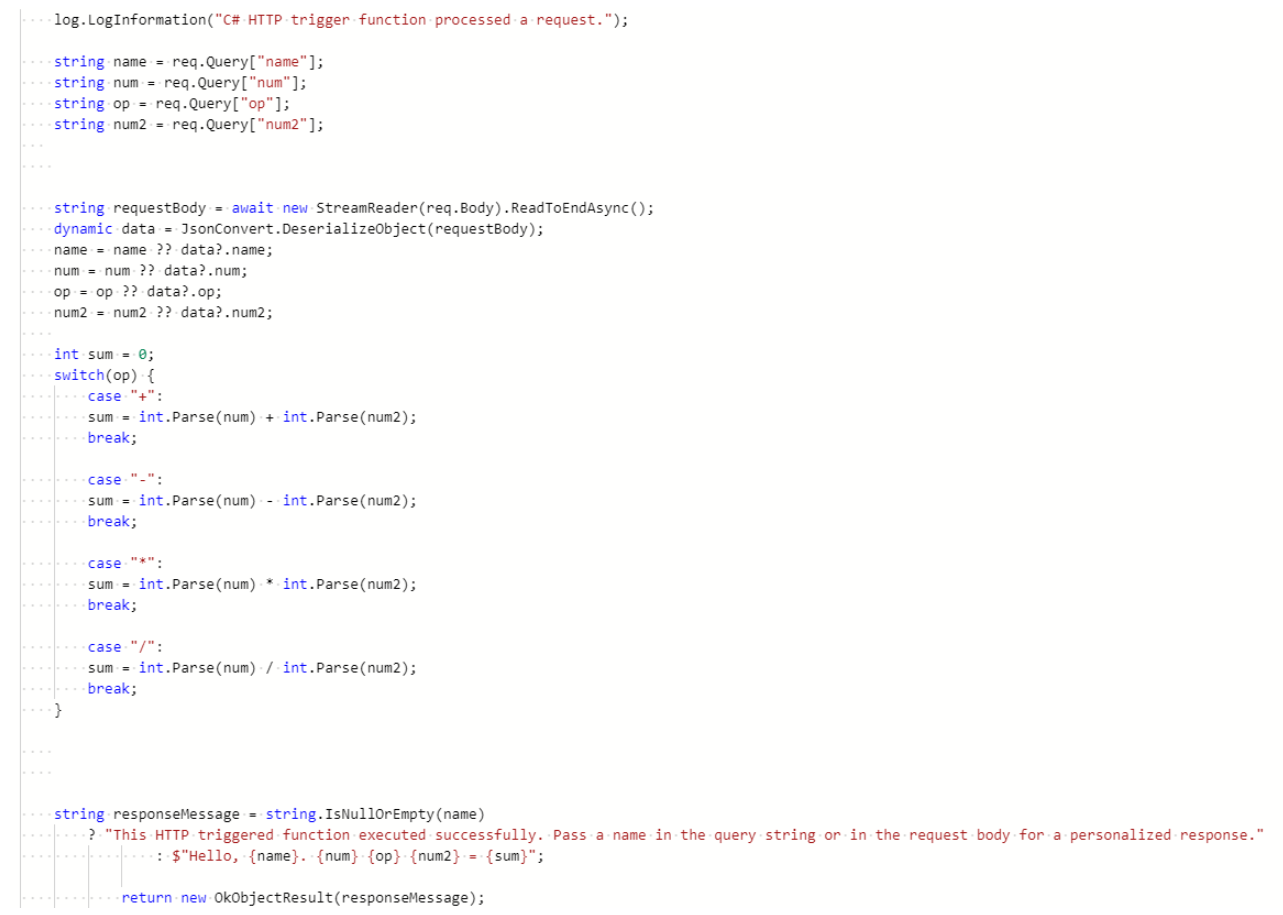 log.LogInformation("C# HTTP trigger function processed a request.");
string name = req.Query["name"];
string num = req.Query["num"];
string op = req.Query["op"];
string num2 = req.Query["num2"];
string requestBody = await new StreamReader(req.Body).ReadToEndAsync();
dynamic data = JsonConvert.DeserializeObject(requestBody);
name = name ?? data?.name;
num = num ?? data?.num;
op = op ?? data?.op;
num2 = num2 ?? data?.num2;
int sum = 0;
switch(op) {
case "+":
sum = int.Parse(num) + int.Parse(num2);
break;
case "-":
sum = int.Parse(num) - int.Parse(num2);
break;
case "*":
sum = int.Parse(num) * int.Parse(num2);
break;
case "/":
sum = int.Parse(num) / int.Parse(num2);
break;
}
string responseMessage = string.IsNullOrEmpty(name)
? "This HTTP triggered function executed successfully. Pass a name in the query string or in the request body for a personalized response."
: $"Hello, {name}. {num} {op} {num2} = {sum}";
return new OkObjectResult(responseMessage);